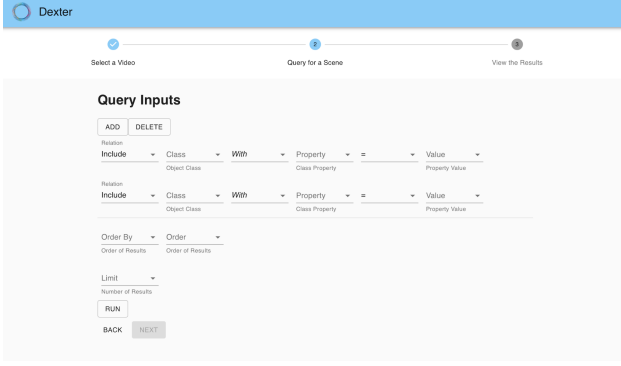 Dexter
2 3
Select a Video Query for a Scene View the Results
Query Inputs
ADD DELETE
Relation
Include Class With Property = Value
Object Class Class Property Property Value
Relation
Include Class With Property = Value
Object Class Class Property Property Value
Order By Order
Order of Results Order of Results
Limit
Number of Results
RUN
BACK NEXT